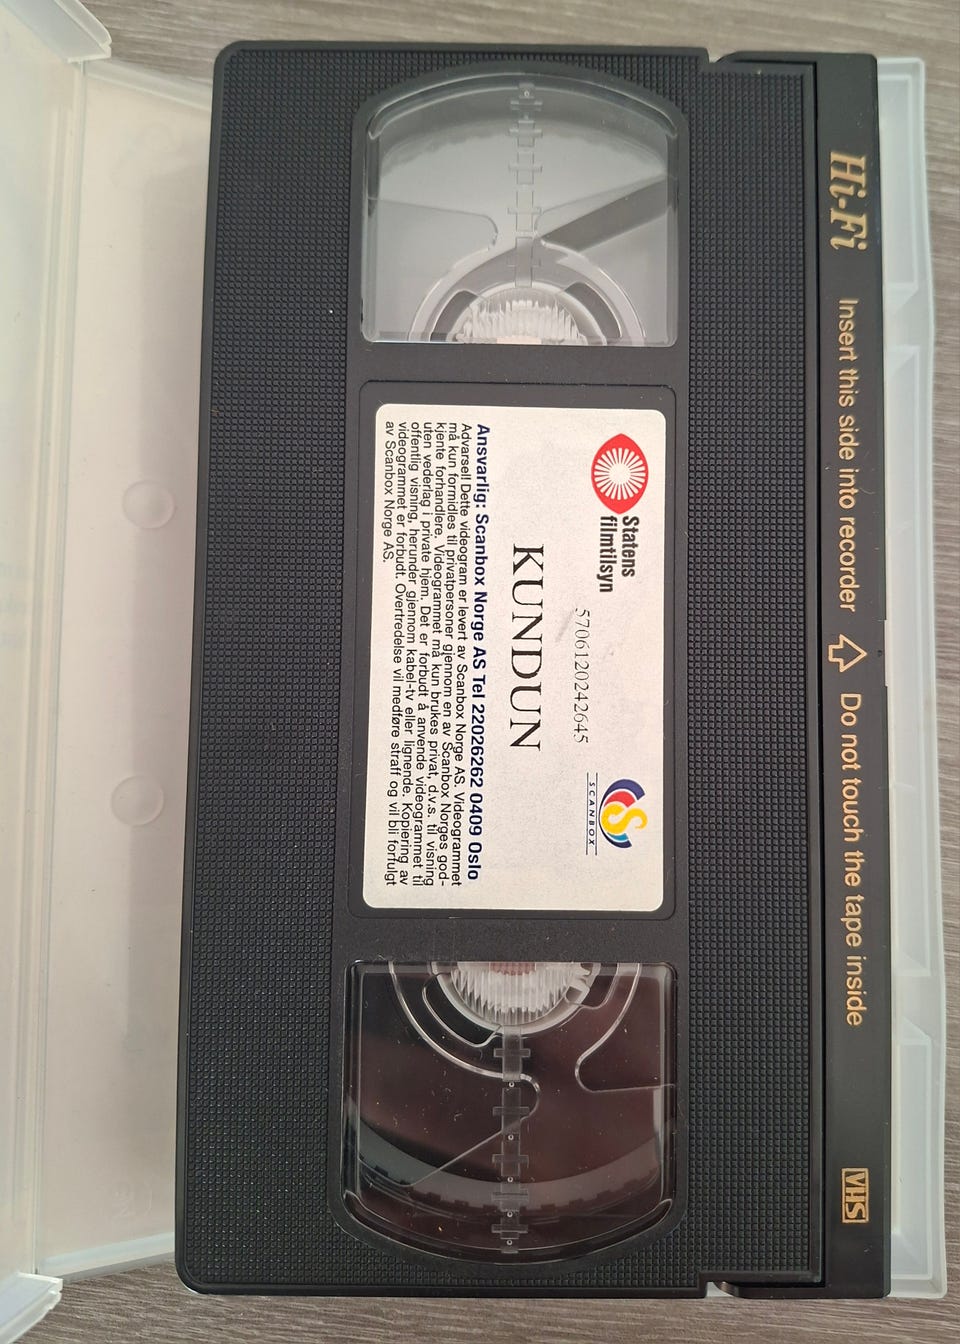 Hi-Fi
Insert this side into recorder
Do not touch the tape inside
VHS
Statens
filmtilsyn
5706120242645
SCANBOX
KUNDUN
Ansvarlig: Scanbox Norge AS Tel 22026262 0409 Oslo
Advarsel! Dette videogram er levert av Scanbox Norge AS. Videogrammet
må kun formidles til privatpersoner gjennom en av Scanbox Norges god-
kjente forhandlere. Videogrammet må kun brukes privat, d.v.s. til visning
uten vederlag i private hjem. Det er forbudt å anvende videogrammet til
offentlig visning, herunder gjennom kabel-tv eller lignende. Kopiering av
videogrammet er forbudt. Overtredelse vil medføre straff og vil bli forfulgt
av Scanbox Norge AS.